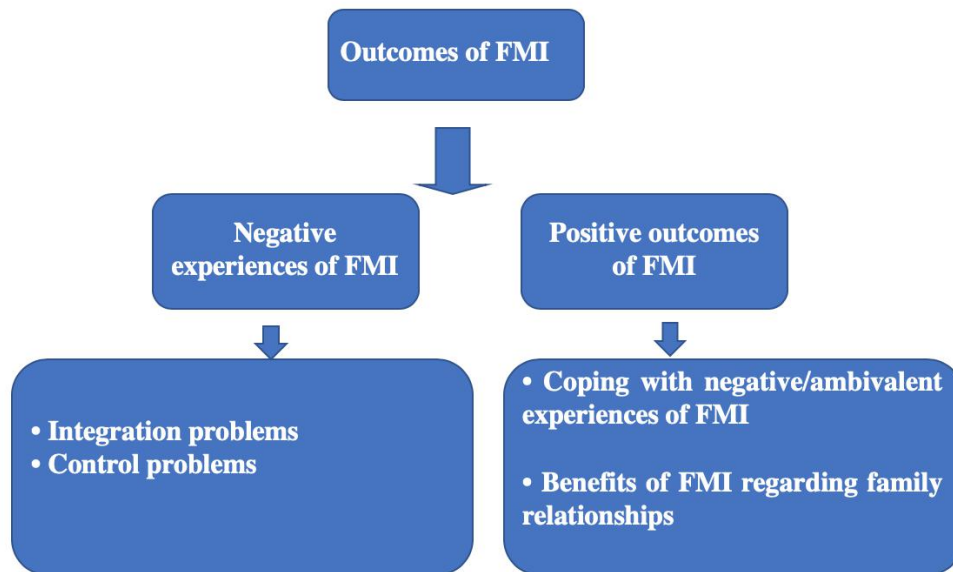 Outcomes of FMI
Negative
experiences of FMI
Positive outcomes
of FMI
• Integration problems
• Control problems
• Coping with negative/ambivalent
experiences of FMI
• Benefits of FMI regarding family
relationships